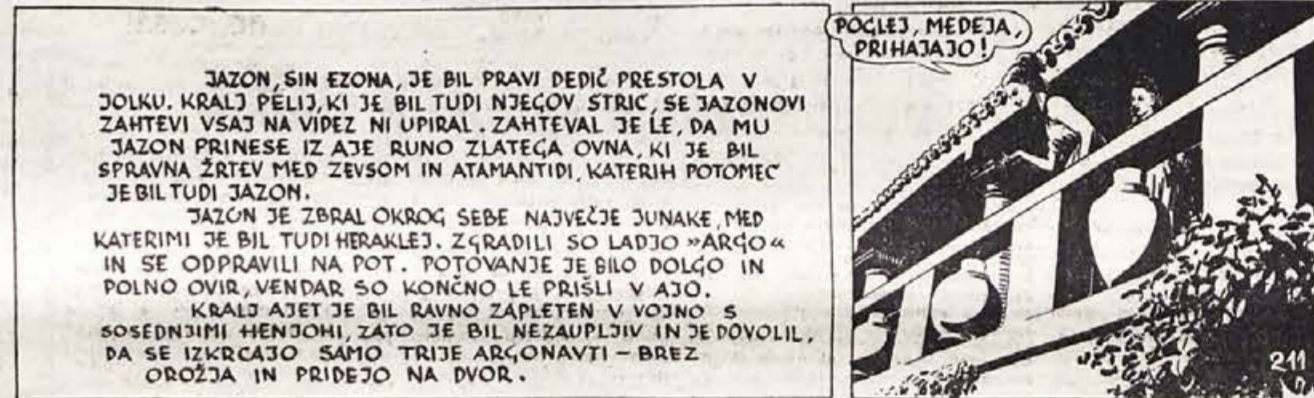 JAZON, SIN EZONA, JE BIL PRAVI DEDIČ PRESTOLA V
JOLKU. KRALJ PELIJ, KI JE BIL TUDI NJEGOV STRIC, SE JAZONOVI
ZAHTEVI VSAJ NA VIDEZ NI UPIRAL. ZAHTEVAL JE LE, DA MU
JAZON PRINESE IZ AJE RUNO ZLATEGA OVNA, KI JE BIL
SPRAVNA ŽRTEV MED ZEVSOM IN ATAMANTIDI, KATERIH POTOMEC
JE BIL TUDI JAZON.
JAZON JE ZBRAL OKROG SEBE NAJVEČJE JUNAKE, MED
KATERIMI JE BIL TUDI HERAKLEJ. ZGRADILI SO LADJO »ARGO«
IN SE ODPRAVILI NA POT. POTOVANJE JE BILO DOLGO IN
POLNO OVIR, VENDAR SO KONČNO LE PRIŠLI V AJO.
KRALJ AJET JE BIL RAVNO ZAPLETEN V VOJNO S
SOSEDNJIMI HENJOHI, ZATO JE BIL NEZAUPLJIV IN JE DOVOLIL,
DA SE IZKRCAJO SAMO TRIJE ARGONAVTI – BREZ
OROŽJA IN PRIDEJO NA DVOR.
POGLEJ, MEDEJA,
PRIHAJAJO!
211